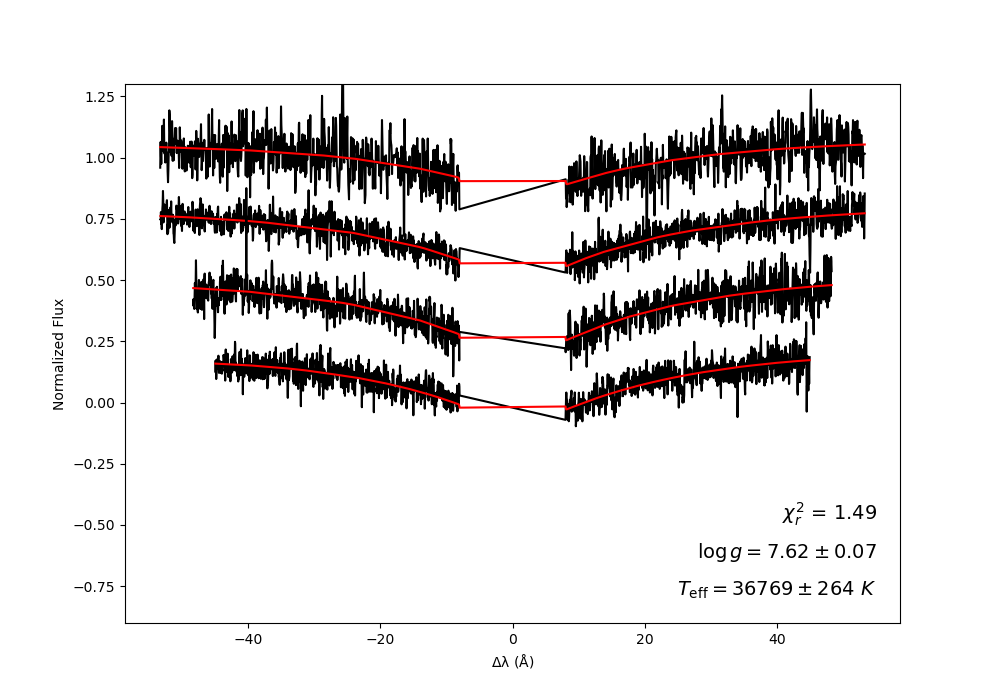 Normalized Flux
1.25
1.00
0.75
0.50
0.25
0.00
−0.25
−0.50
−0.75
χ²ᵣ = 1.49
log g = 7.62 ± 0.07
T_eff = 36769 ± 264 K
−40
−20
0
20
40
Δλ (Å)